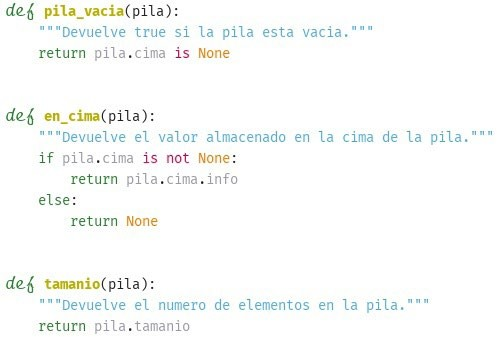 def pila_vacia(pila):
    """Devuelve true si la pila esta vacia."""
    return pila.cima is None
def en_cima(pila):
    """Devuelve el valor almacenado en la cima de la pila."""
    if pila.cima is not None:
        return pila.cima.info
    else:
        return None
def tamanio(pila):
    """Devuelve el numero de elementos en la pila."""
    return pila.tamanio